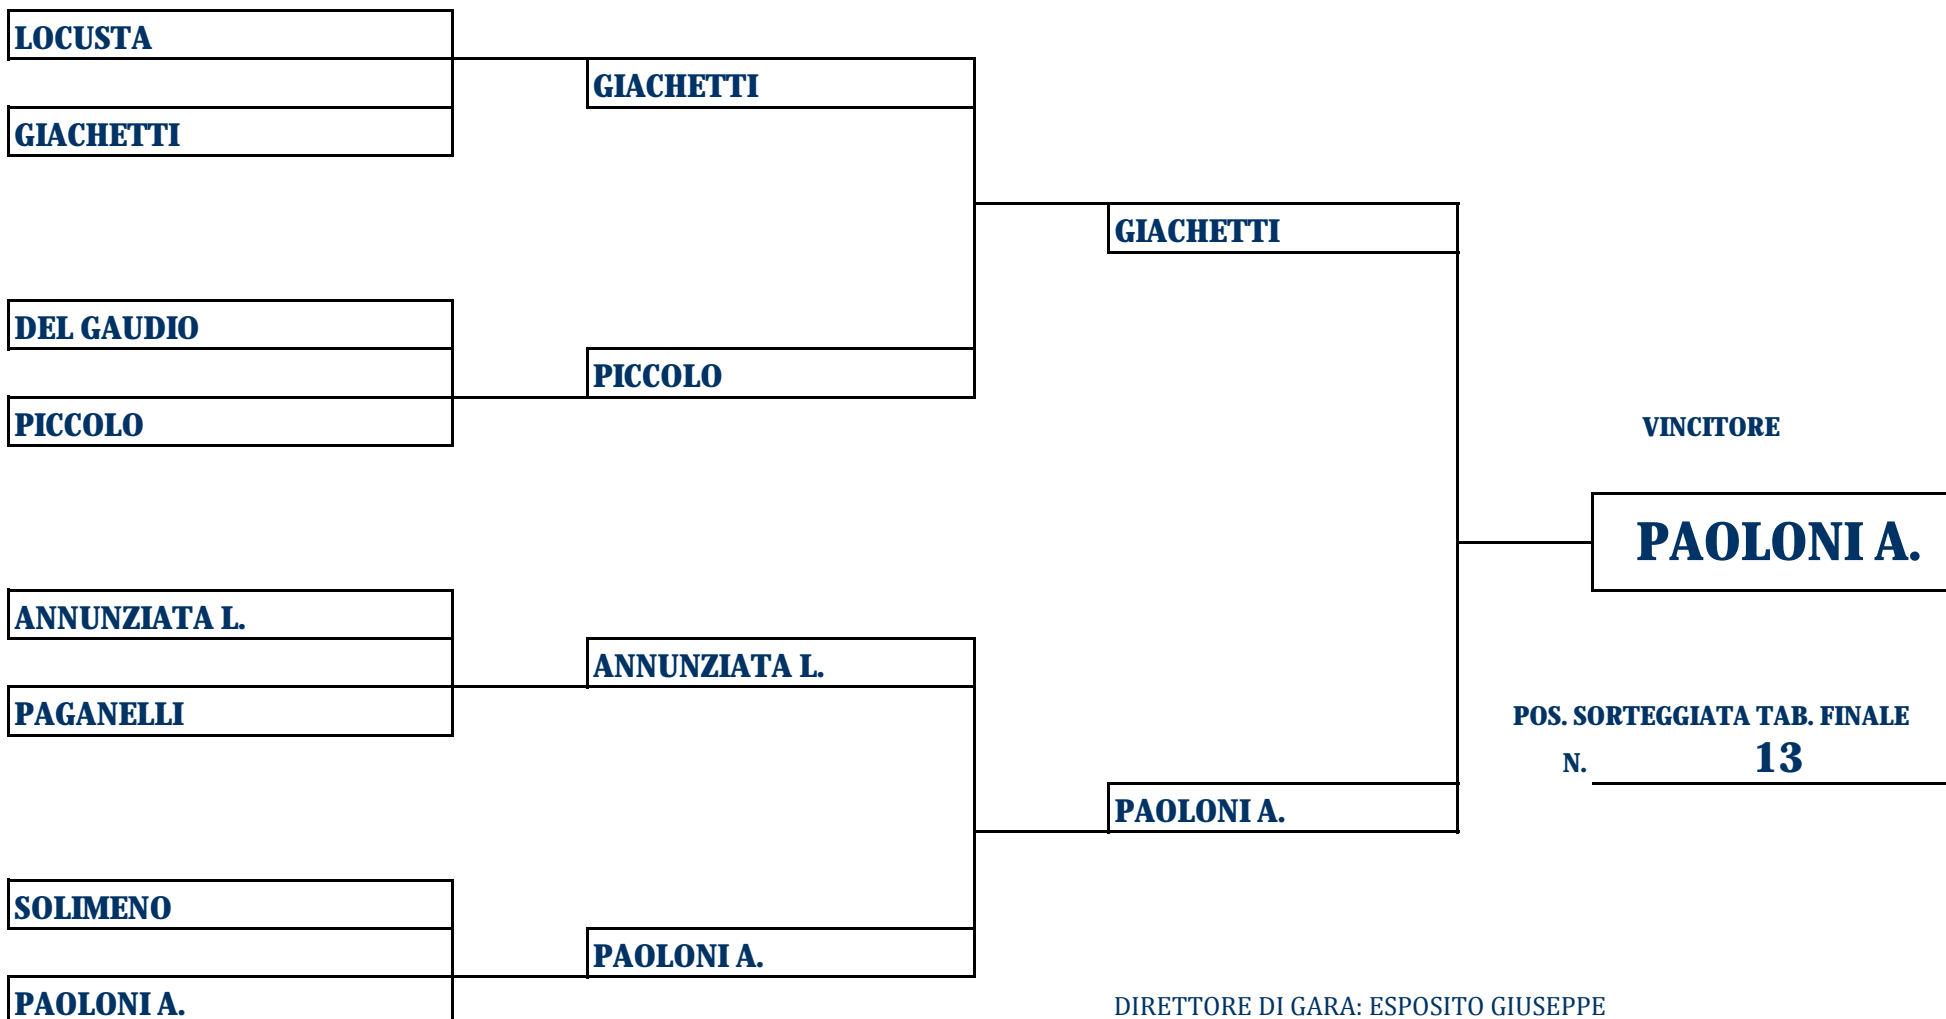 LOCUSTA
GIACHETTI
GIACHETTI
GIACHETTI
DEL GAUDIO
PICCOLO
PICCOLO
VINCITORE
PAOLONI A.
ANNUNZIATA L.
ANNUNZIATA L.
PAGANELLI
POS. SORTEGGIATA TAB. FINALE
N. 13
PAOLONI A.
SOLIMENO
PAOLONI A.
PAOLONI A.
DIRETTORE DI GARA: ESPOSITO GIUSEPPE